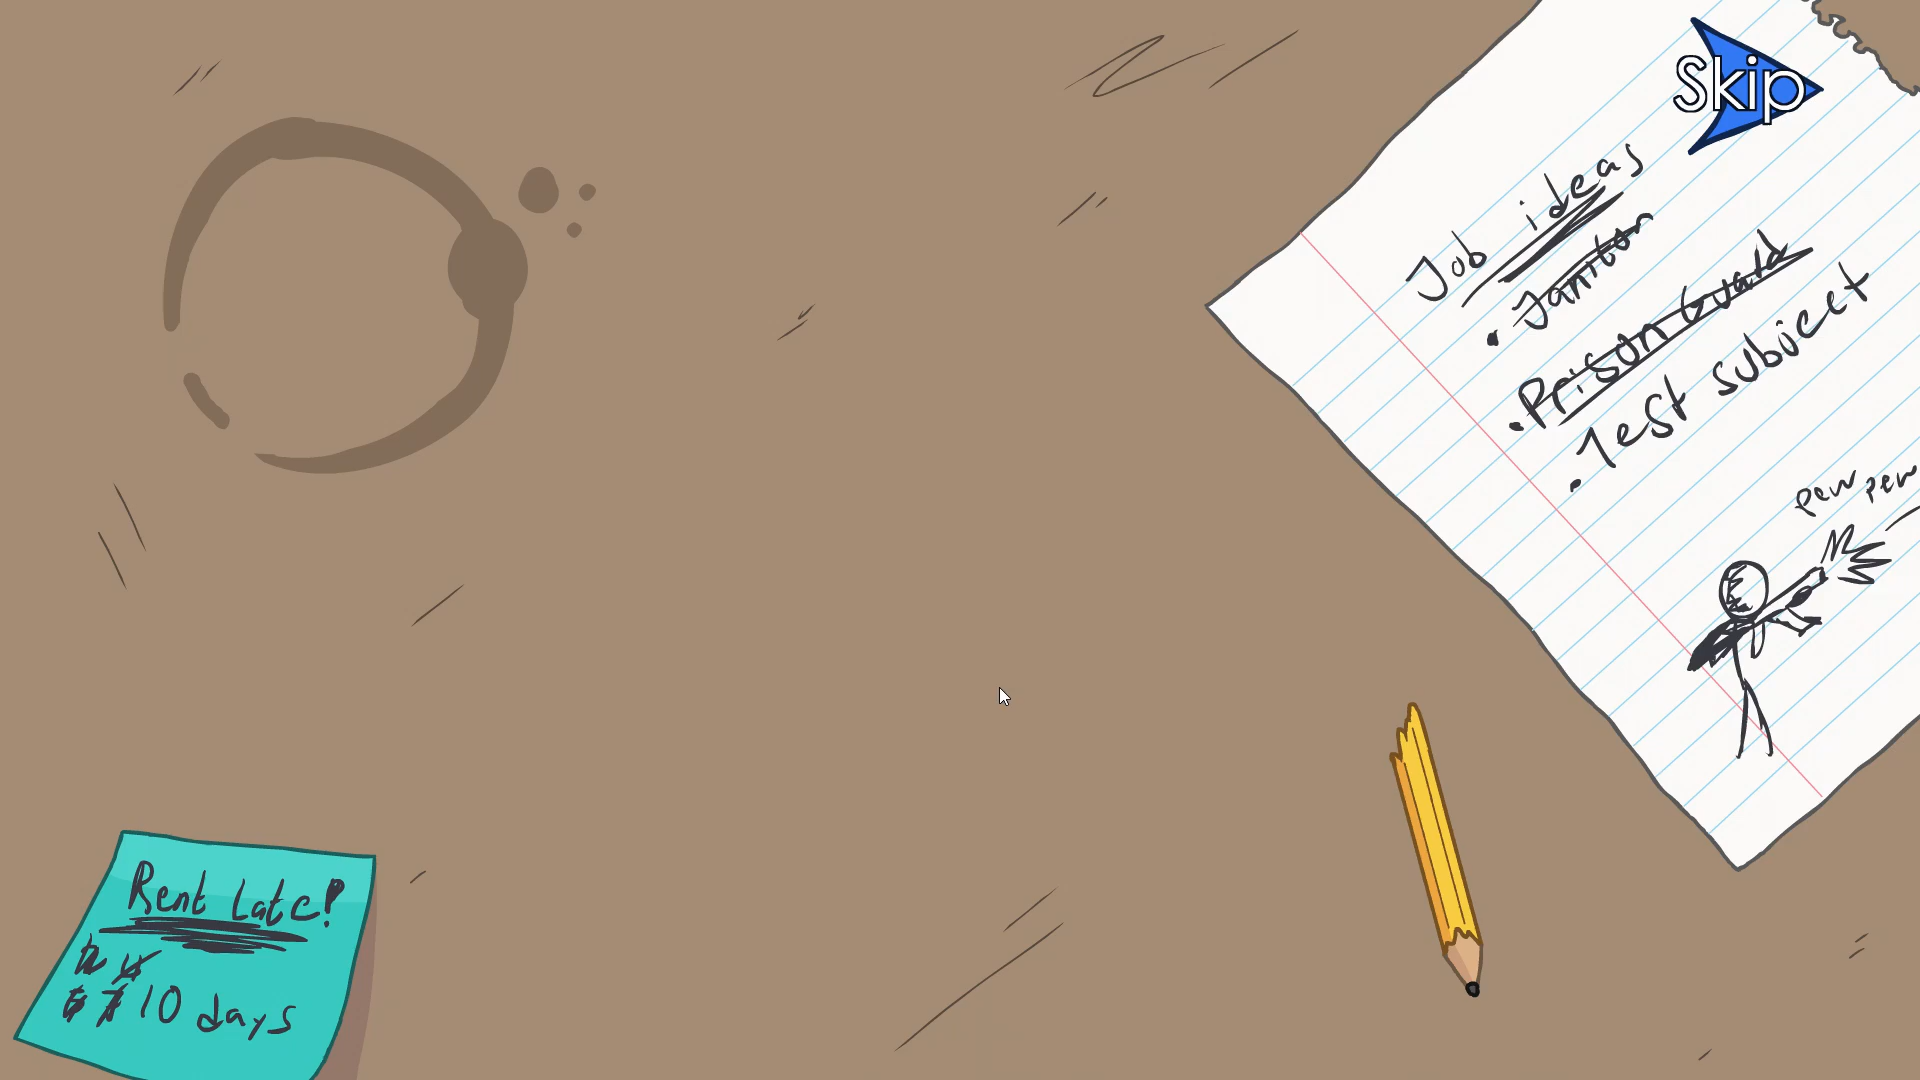 Skip
Job ideas
• Janitor
• Prison Guard
• Test subject
pew pew
Rent Late!
10 days